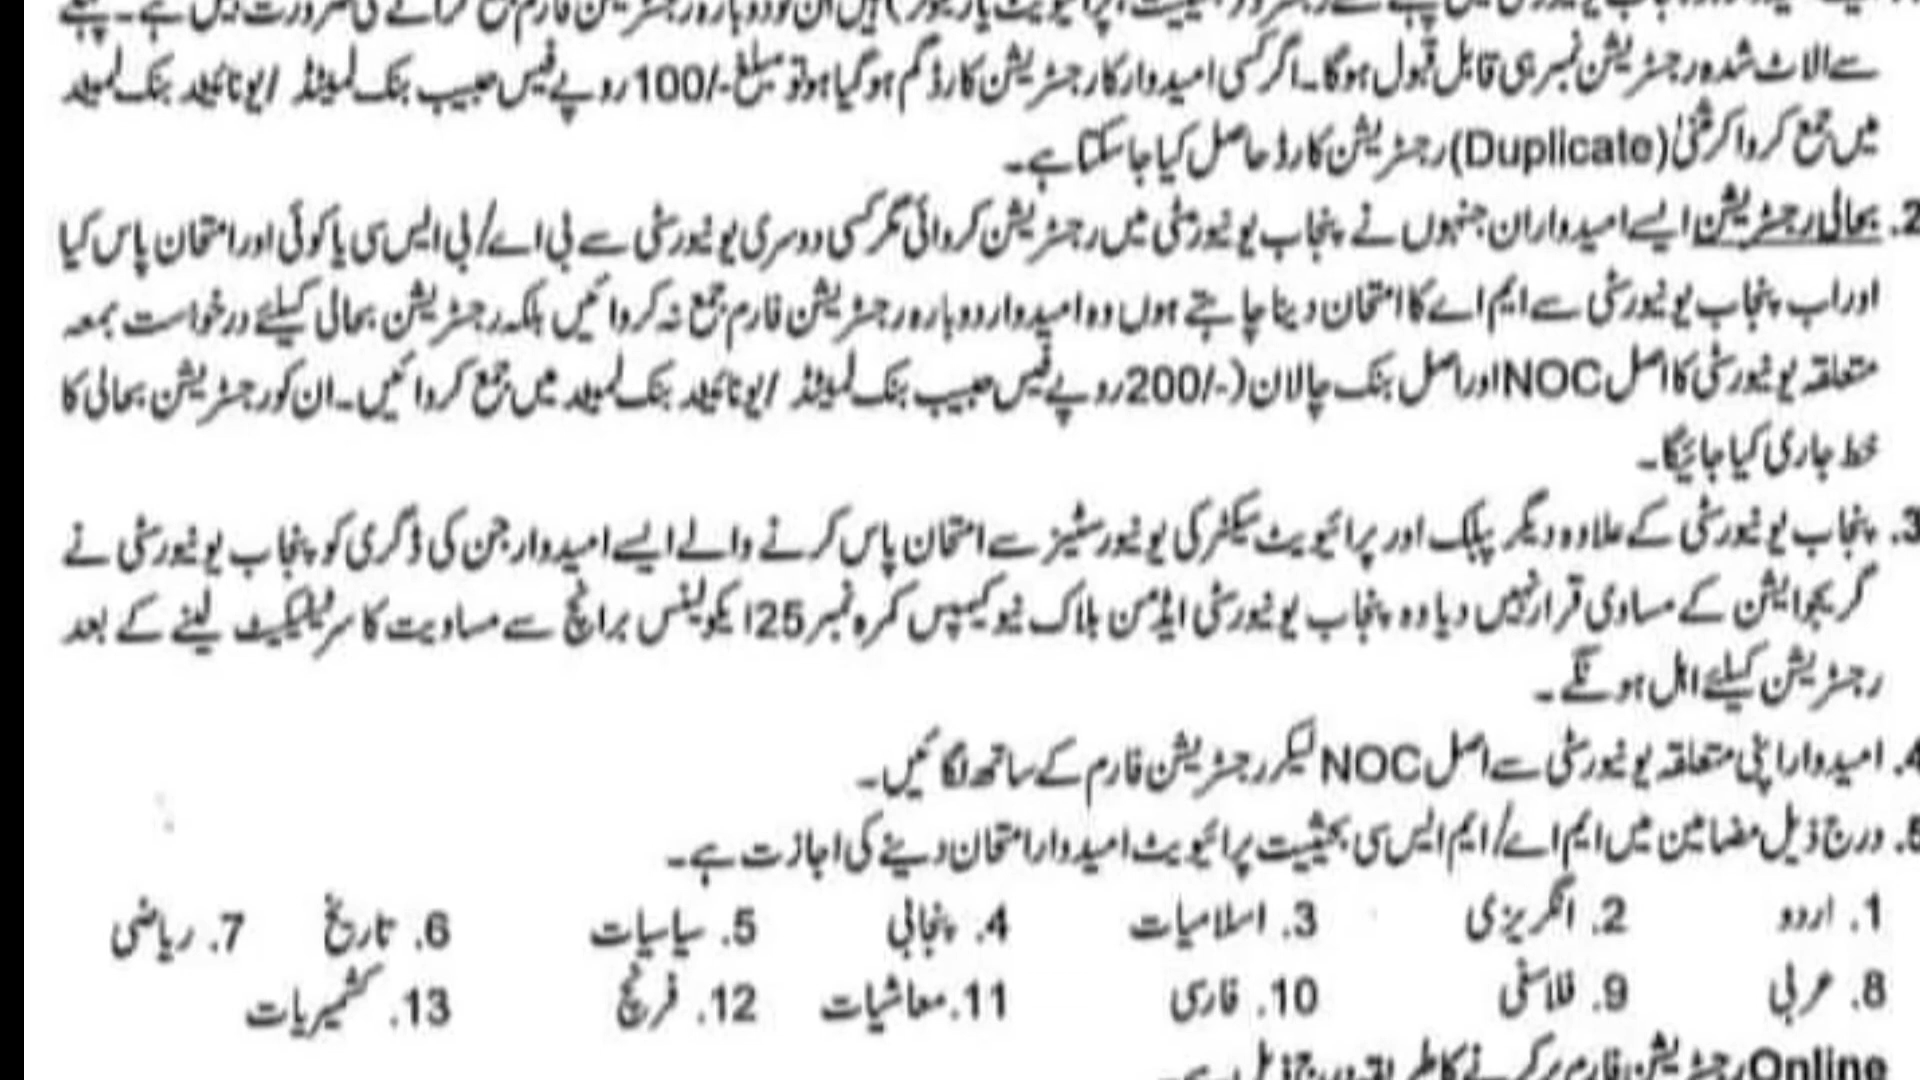 سے الاٹ شدہ رجسٹریشن نمبر ہی قابل قبول ہوگا۔ اگر کسی امیدوار کا رجسٹریشن کارڈ گم ہو گیا ہو تو مبلغ -/100 روپے فیس حبیب بنک لمیٹڈ / یونائیٹڈ بنک لمیٹڈ
میں جمع کروا کر مثنیٰ (Duplicate) رجسٹریشن کارڈ حاصل کیا جا سکتا ہے۔
2. بحالی رجسٹریشن ایسے امیدواران جنہوں نے پنجاب یونیورسٹی میں رجسٹریشن کروائی مگر کسی دوسری یونیورسٹی سے بی اے/بی ایس سی یا کوئی اور امتحان پاس کیا
اور اب پنجاب یونیورسٹی سے ایم اے کا امتحان دینا چاہتے ہوں وہ امیدوار دوبارہ رجسٹریشن فارم جمع نہ کروائیں بلکہ رجسٹریشن بحالی کیلئے درخواست بمعہ
متعلقہ یونیورسٹی کا اصل NOC اور اصل بنک چالان (-/200 روپے فیس حبیب بنک لمیٹڈ / یونائیٹڈ بنک لمیٹڈ میں جمع کروائیں۔ ان کو رجسٹریشن بحالی کا
خط جاری کیا جائیگا۔
3. پنجاب یونیورسٹی کے علاوہ دیگر پبلک اور پرائیویٹ سیکٹر کی یونیورسٹیز سے امتحان پاس کرنے والے ایسے امیدوار جن کی ڈگری کو پنجاب یونیورسٹی نے
گریجوایشن کے مساوی قرار نہیں دیا وہ پنجاب یونیورسٹی ایڈمن بلاک نیو کیمپس کمرہ نمبر 125 ایکولینس برانچ سے مساویت کا سرٹیفکیٹ لینے کے بعد
رجسٹریشن کیلئے اہل ہونگے۔
4. امیدوار اپنی متعلقہ یونیورسٹی سے اصل NOC لیکر رجسٹریشن فارم کے ساتھ لگائیں۔
5. درج ذیل مضامین میں ایم اے/ایم ایس سی بحیثیت پرائیویٹ امیدوار امتحان دینے کی اجازت ہے۔
1. اردو 2. انگریزی 3. اسلامیات 4. پنجابی 5. سیاسیات 6. تاریخ 7. ریاضی
8. عربی 9. فلاسفی 10. فارسی 11. معاشیات 12. فرنچ 13. کشمیریات
Online رجسٹریشن فارم پر کرنے کا طریقہ درج ذیل ہے۔